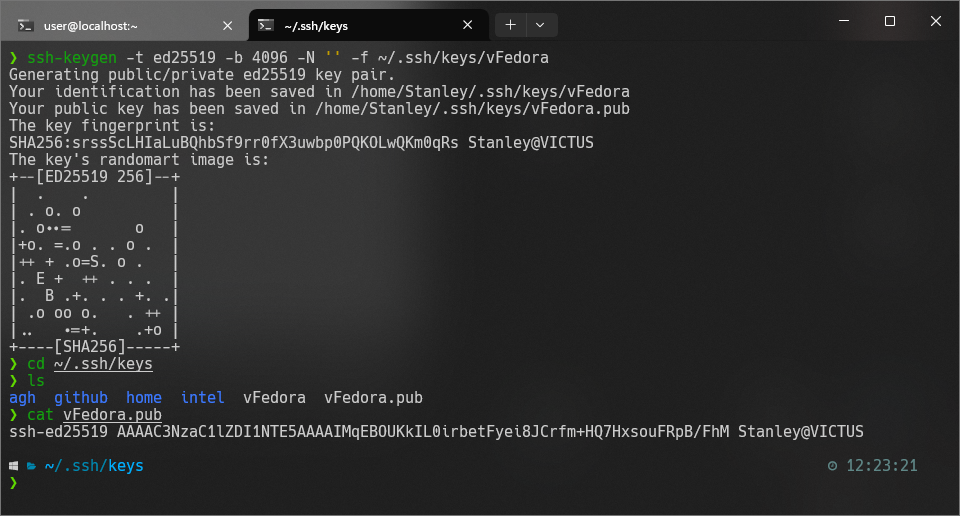 user@localhost:~
~/.ssh/keys
❯ ssh-keygen -t ed25519 -b 4096 -N '' -f ~/.ssh/keys/vFedora
Generating public/private ed25519 key pair.
Your identification has been saved in /home/Stanley/.ssh/keys/vFedora
Your public key has been saved in /home/Stanley/.ssh/keys/vFedora.pub
The key fingerprint is:
SHA256:srssScLHIaLuBQhbSf9rr0fX3uwbp0PQKOLwQKm0qRs Stanley@VICTUS
The key's randomart image is:
+--[ED25519 256]--+
|  .    .         |
| . o. o          |
|. o..=       o   |
|+o. =.o . . o .  |
|++ + .o=S. o .   |
|. E +  ++ . . .  |
|.  B .+. . . +. .|
| .o oo o.   . ++ |
|..   .=+.    .+o |
+----[SHA256]-----+
❯ cd ~/.ssh/keys
❯ ls
agh  github  home  intel  vFedora  vFedora.pub
❯ cat vFedora.pub
ssh-ed25519 AAAAC3NzaC1lZDI1NTE5AAAAIMqEBOUKkIL0irbetFyei8JCrfm+HQ7HxsouFRpB/FhM Stanley@VICTUS
~/.ssh/keys 12:23:21
❯